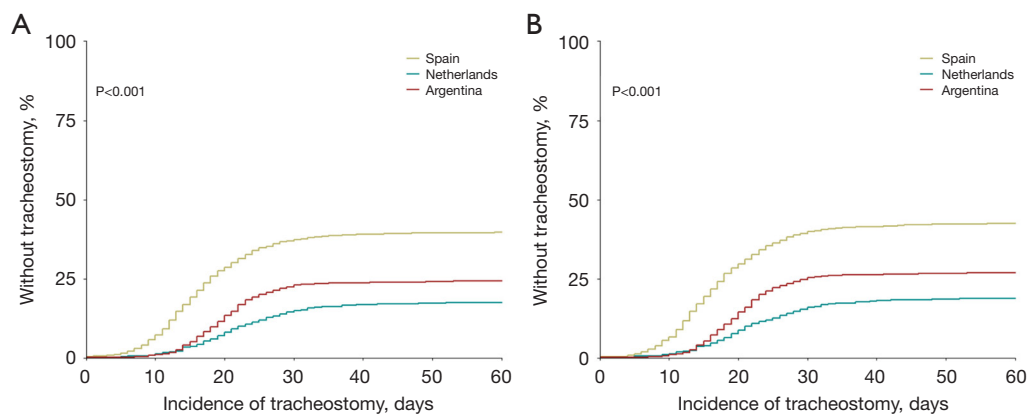 A
100
75
50
25
0
Without tracheostomy, %
P<0.001
Spain
Netherlands
Argentina
0 10 20 30 40 50 60
Incidence of tracheostomy, days
B
100
75
50
25
0
Without tracheostomy, %
P<0.001
Spain
Netherlands
Argentina
0 10 20 30 40 50 60
Incidence of tracheostomy, days